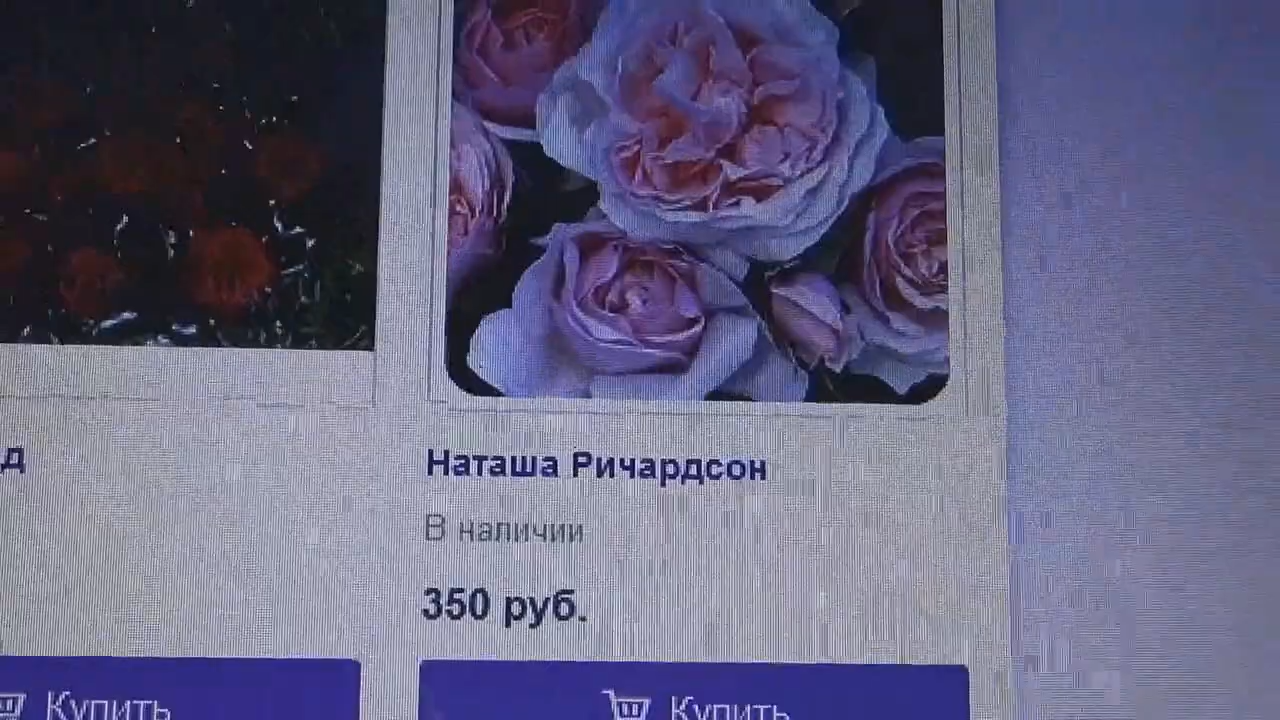 д
Наташа Ричардсон
В наличии
350 руб.
Купить
Купить